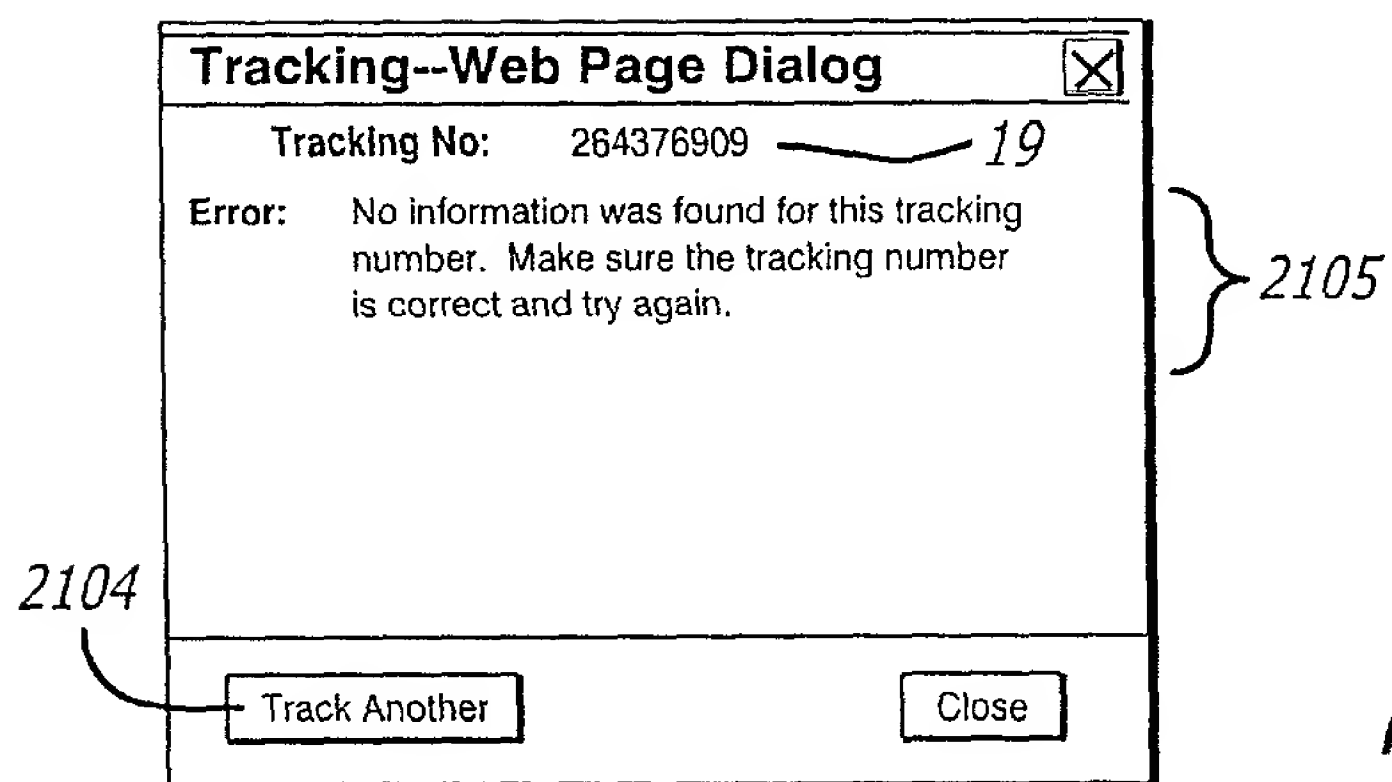 Tracking--Web Page Dialog
Tracking No: 264376909 19
Error: No information was found for this tracking
number. Make sure the tracking number
is correct and try again.
2105
2104
Track Another Close